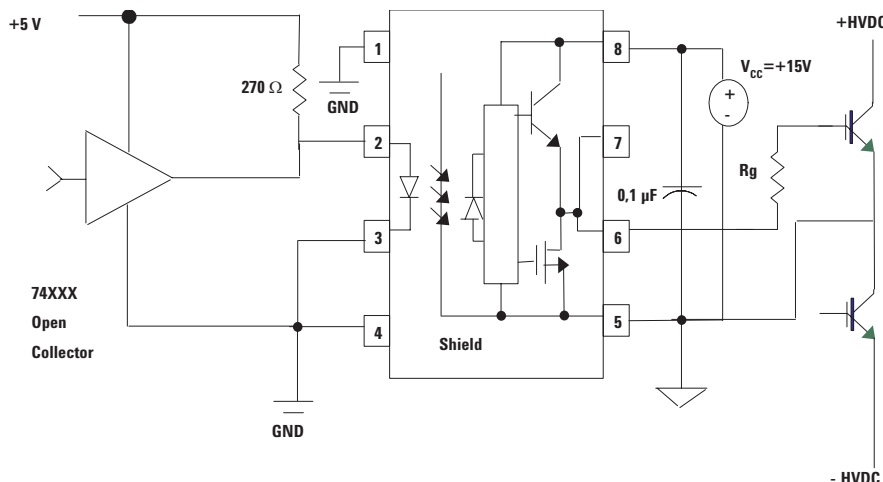 +5 V
270 Ω
GND
1
2
3
4
8
7
6
5
Shield
74XXX
Open
Collector
GND
0,1 µF
VCC=+15V
+
-
Rg
+HVDC
- HVDC